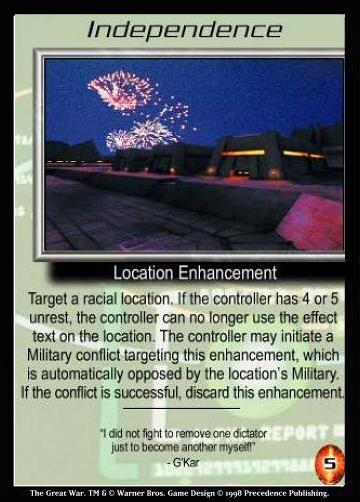 Independence
Location Enhancement
Target a racial location. If the controller has 4 or 5
unrest, the controller can no longer use the effect
text on the location. The controller may initiate a
Military conflict targeting this enhancement, which
is automatically opposed by the location's Military.
If the conflict is successful, discard this enhancement.
"I did not fight to remove one dictator
just to become another myself!"
- G'Kar
REPORT
5
The Great War. TM & © Warner Bros. Game Design © 1998 Precedence Publishing.